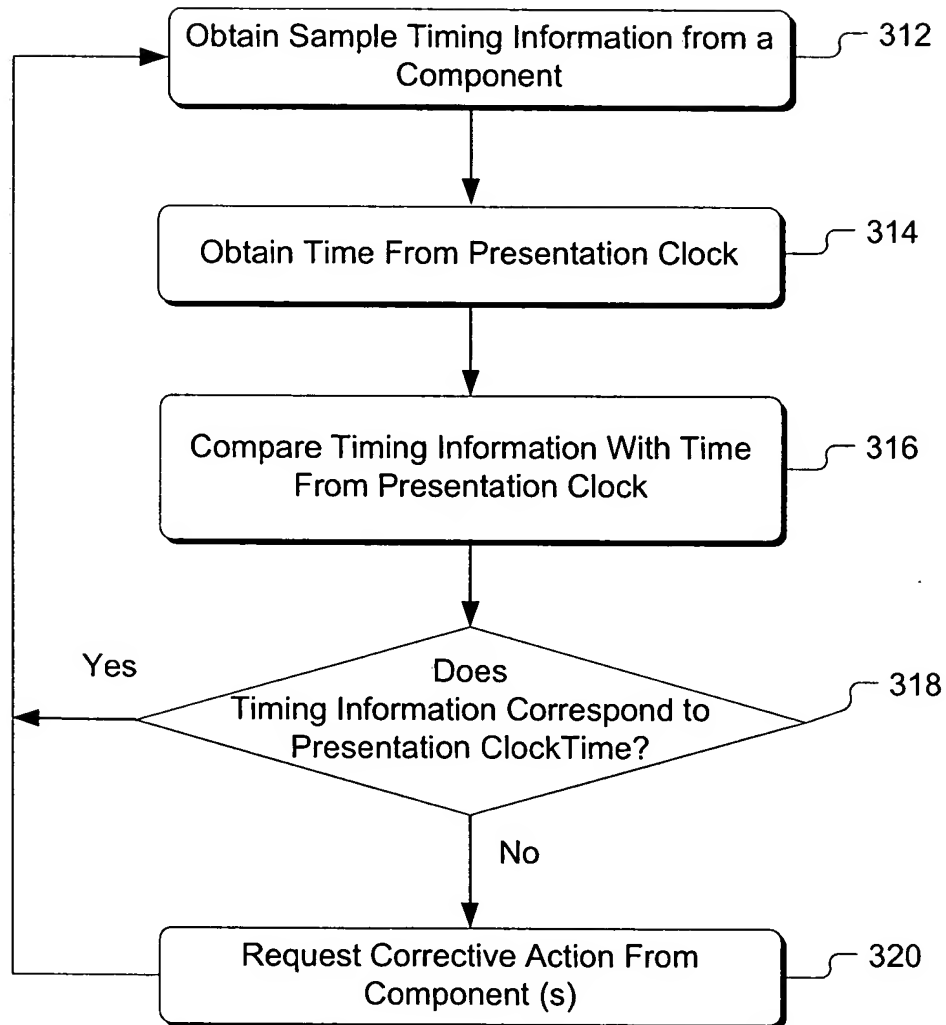 Obtain Sample Timing Information from a
Component
312
Obtain Time From Presentation Clock
314
Compare Timing Information With Time
From Presentation Clock
316
Yes
Does
Timing Information Correspond to
Presentation ClockTime?
318
No
Request Corrective Action From
Component (s)
320